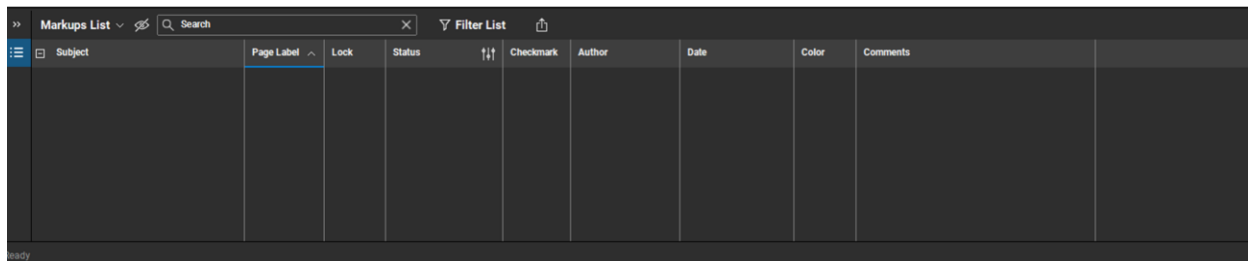 Markups List Search Filter List
Subject Page Label Lock Status Checkmark Author Date Color Comments